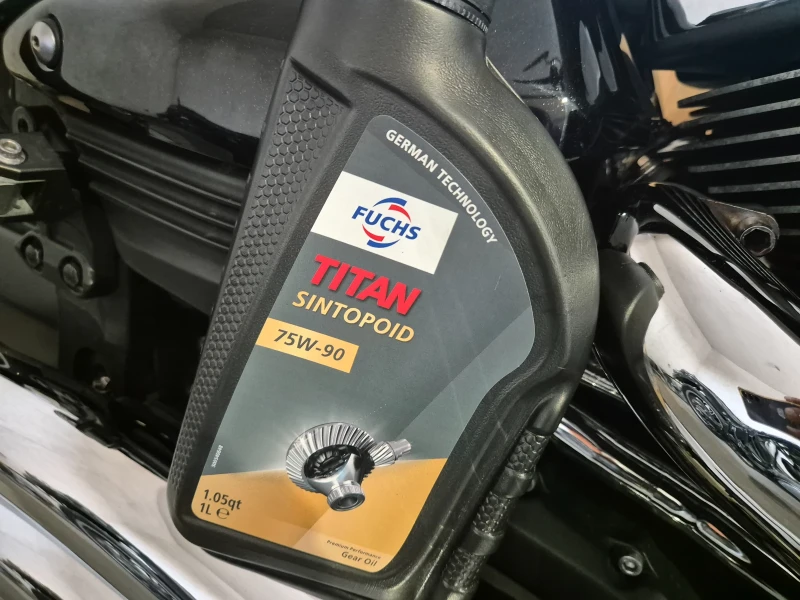 GERMAN TECHNOLOGY
FUCHS
TITAN
SINTOPOID
75W-90
1.05qt
1L e
Premium Performance
Gear Oil